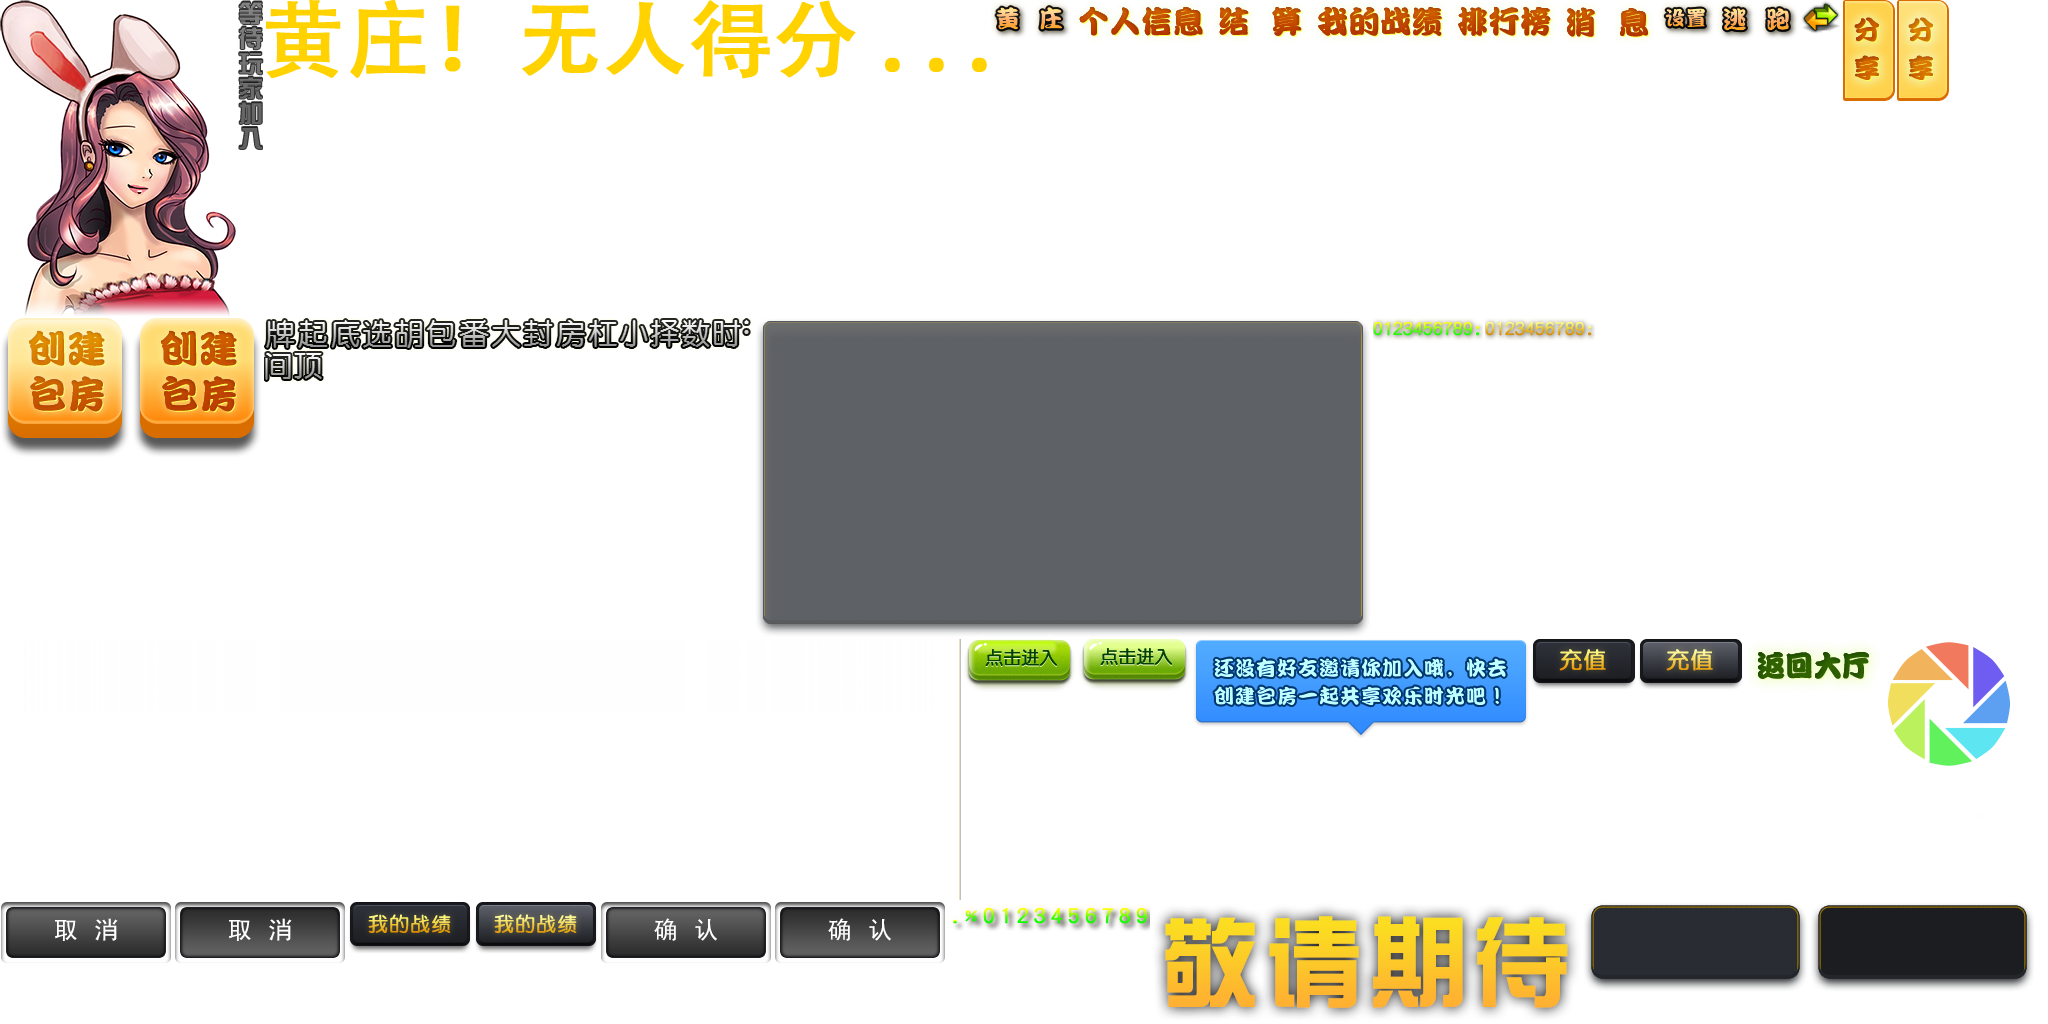 等待玩家加入
黄庄！无人得分...
黄 庄
个人信息
结 算
我的战绩
排行榜
消 息
设置
逃 跑
分享
分享
创建
包房
创建
包房
牌起底选胡包番大封房杠小择数时:
间顶
0123456789:
0123456789:
点击进入
点击进入
还没有好友邀请你加入哦，快去
创建包房一起共享欢乐时光吧！
充值
充值
返回大厅
取 消
取 消
我的战绩
我的战绩
确 认
确 认
.%0123456789
敬请期待